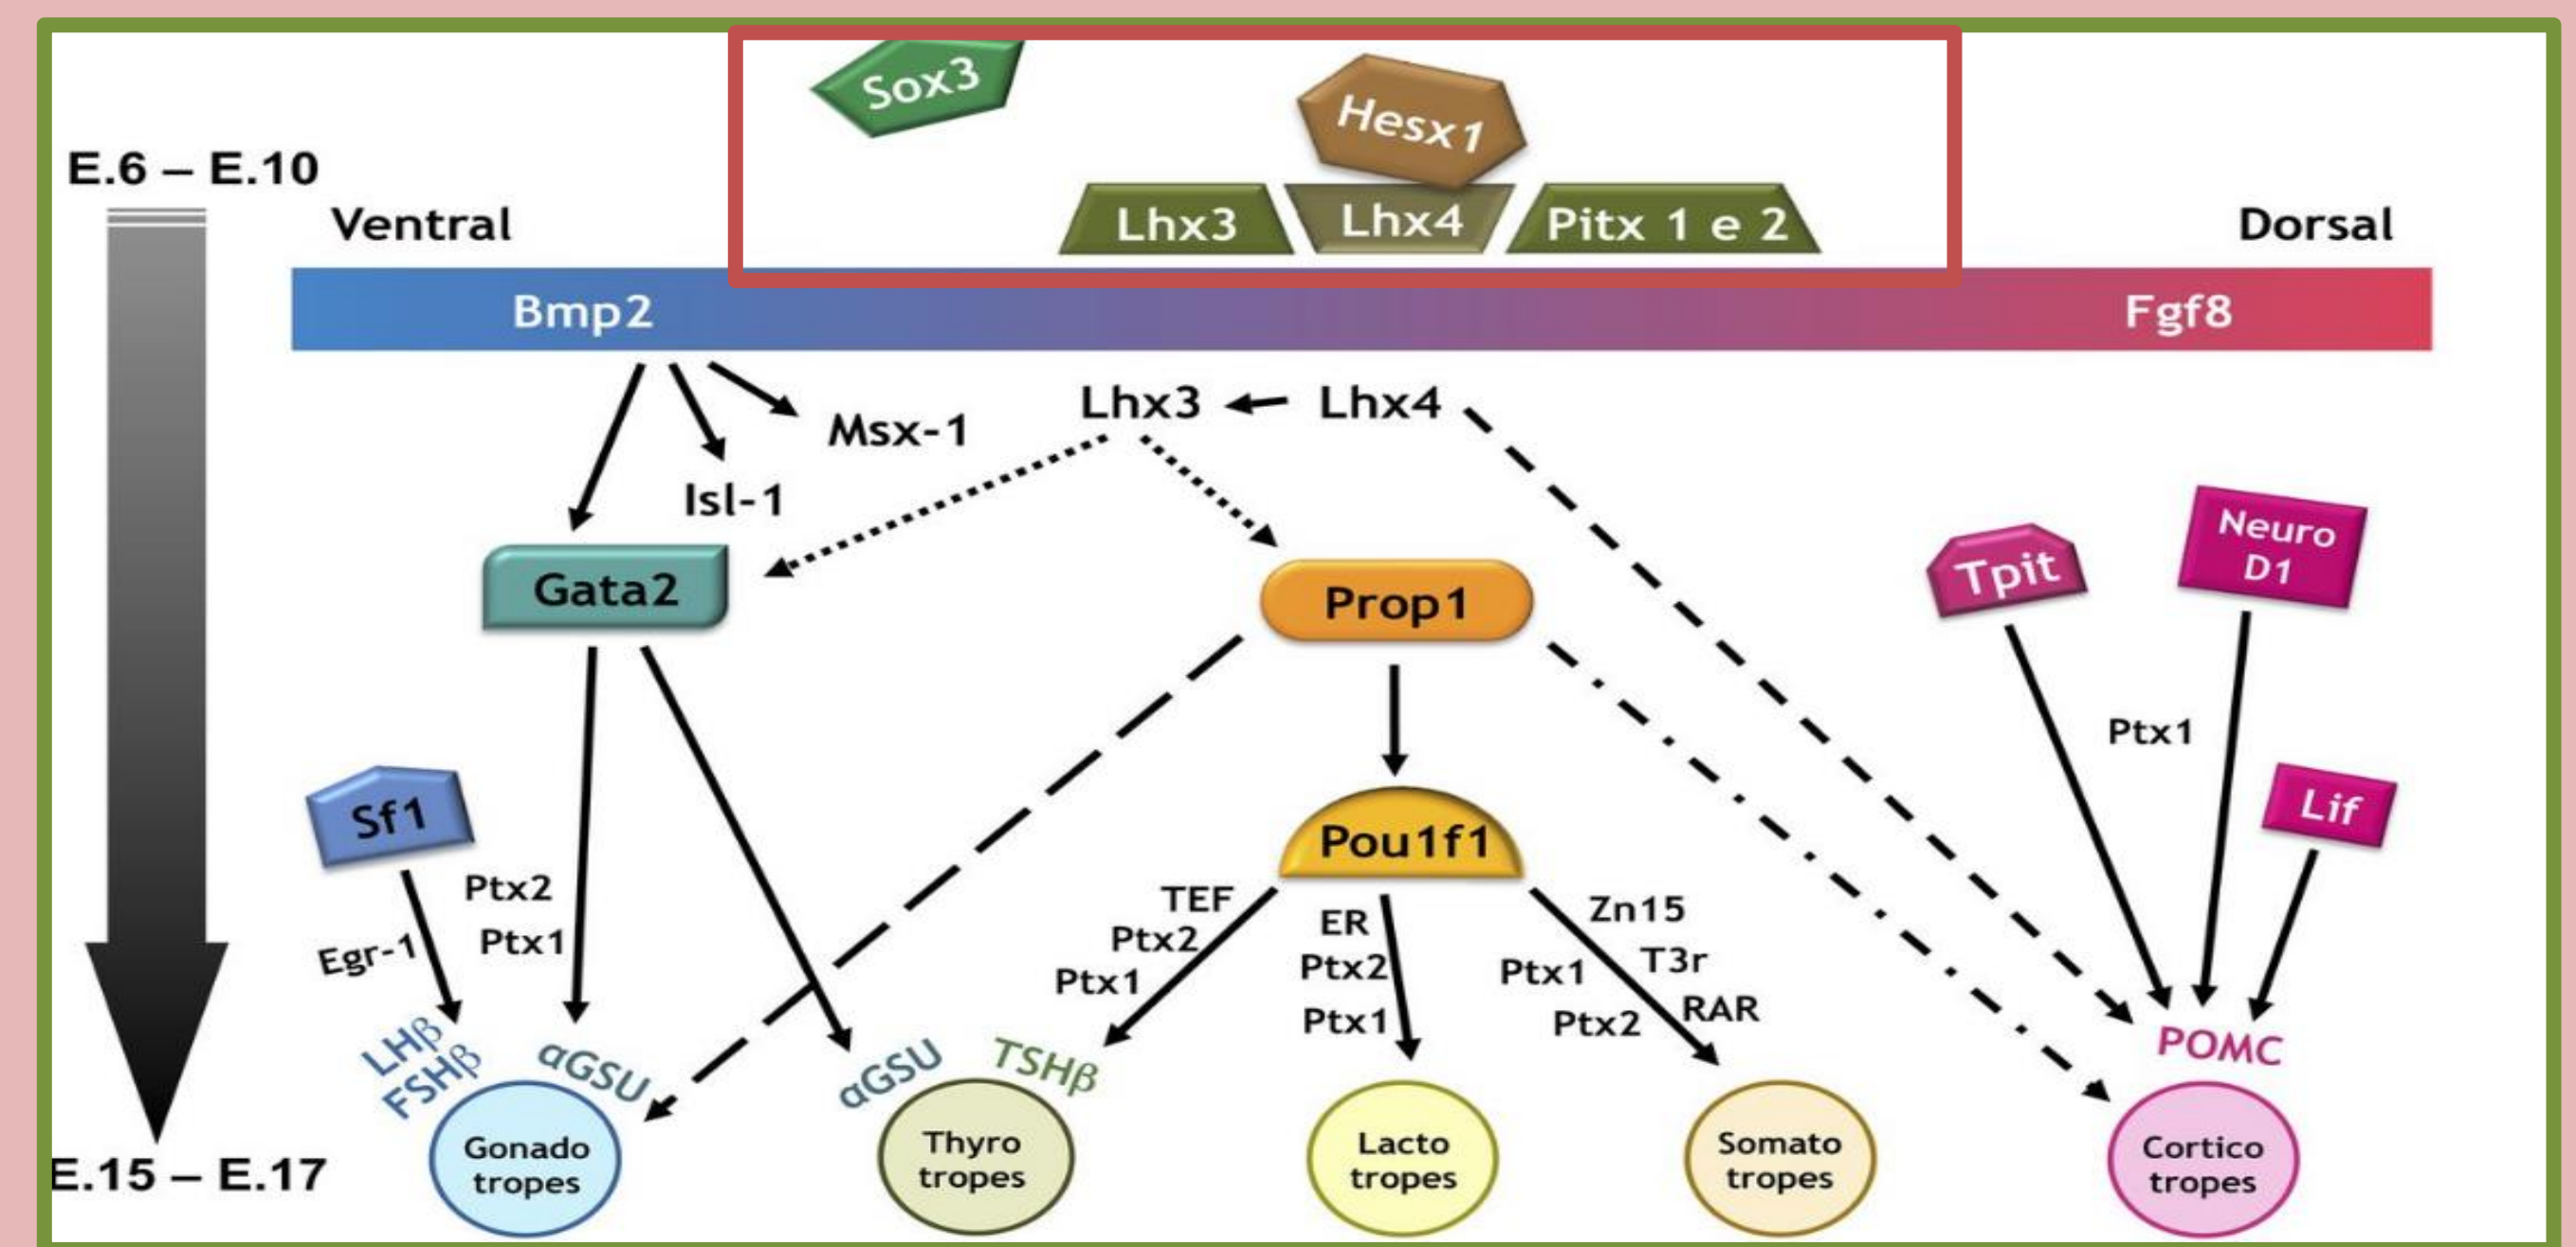 Sox3
Hesx1
E.6 – E.10
Ventral
Lhx3
Lhx4
Pitx 1 e 2
Dorsal
Bmp2
Fgf8
Msx-1
Isl-1
Lhx3
Lhx4
Gata2
Prop1
Tpit
Neuro
D1
Ptx1
Sf1
Pou1f1
Lif
Ptx2
Ptx1
Egr-1
TEF
Ptx2
Ptx1
ER
Ptx2
Ptx1
Zn15
T3r
RAR
Ptx1
Ptx2
LHβ
FSHβ
αGSU
αGSU
TSHβ
POMC
E.15 – E.17
Gonado
tropes
Thyro
tropes
Lacto
tropes
Somato
tropes
Cortico
tropes